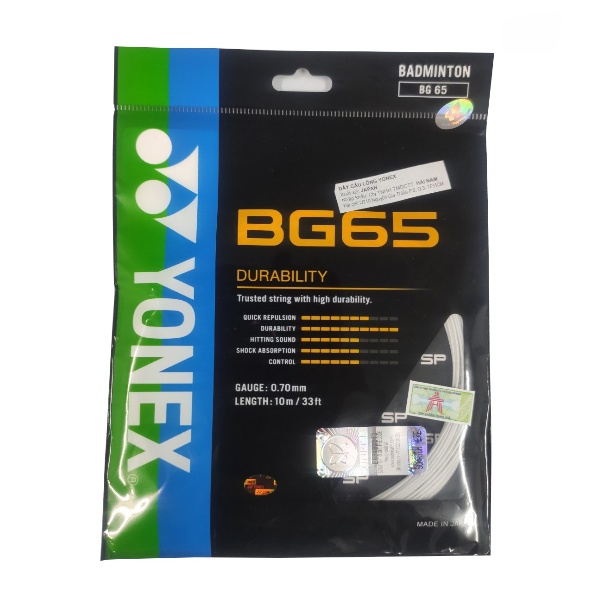 BADMINTON
BG 65
DÂY CẦU LÔNG YONEX
JAPAN
BG65
DURABILITY
Trusted string with high durability.
QUICK REPULSION
DURABILITY
HITTING SOUND
SHOCK ABSORPTION
CONTROL
GAUGE: 0.70mm
LENGTH: 10m / 33ft
YONEX®
SP
SP
SP
MADE IN